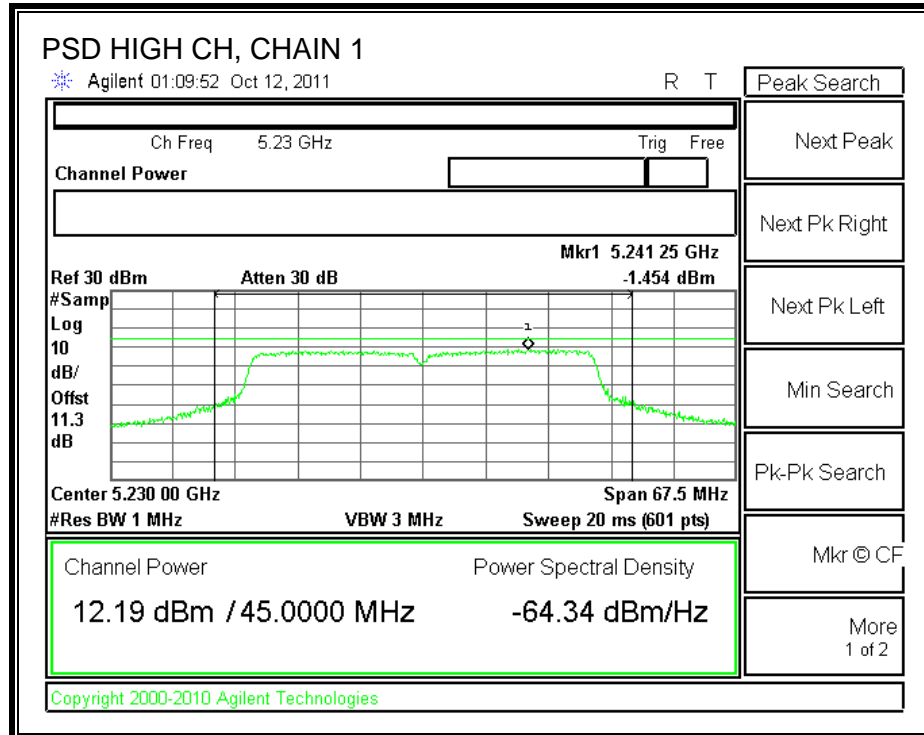 PSD HIGH CH, CHAIN 1
Agilent 01:09:52 Oct 12, 2011 R T
Peak Search
Ch Freq 5.23 GHz Trig Free
Channel Power
Mkr1 5.241 25 GHz
Ref 30 dBm Atten 30 dB -1.454 dBm
#Samp
Log
10
dB/
Offst
11.3
dB
1
Center 5.230 00 GHz Span 67.5 MHz
#Res BW 1 MHz VBW 3 MHz Sweep 20 ms (601 pts)
Channel Power Power Spectral Density
12.19 dBm / 45.0000 MHz -64.34 dBm/Hz
Copyright 2000-2010 Agilent Technologies
Next Peak
Next Pk Right
Next Pk Left
Min Search
Pk-Pk Search
Mkr © CF
More
1 of 2